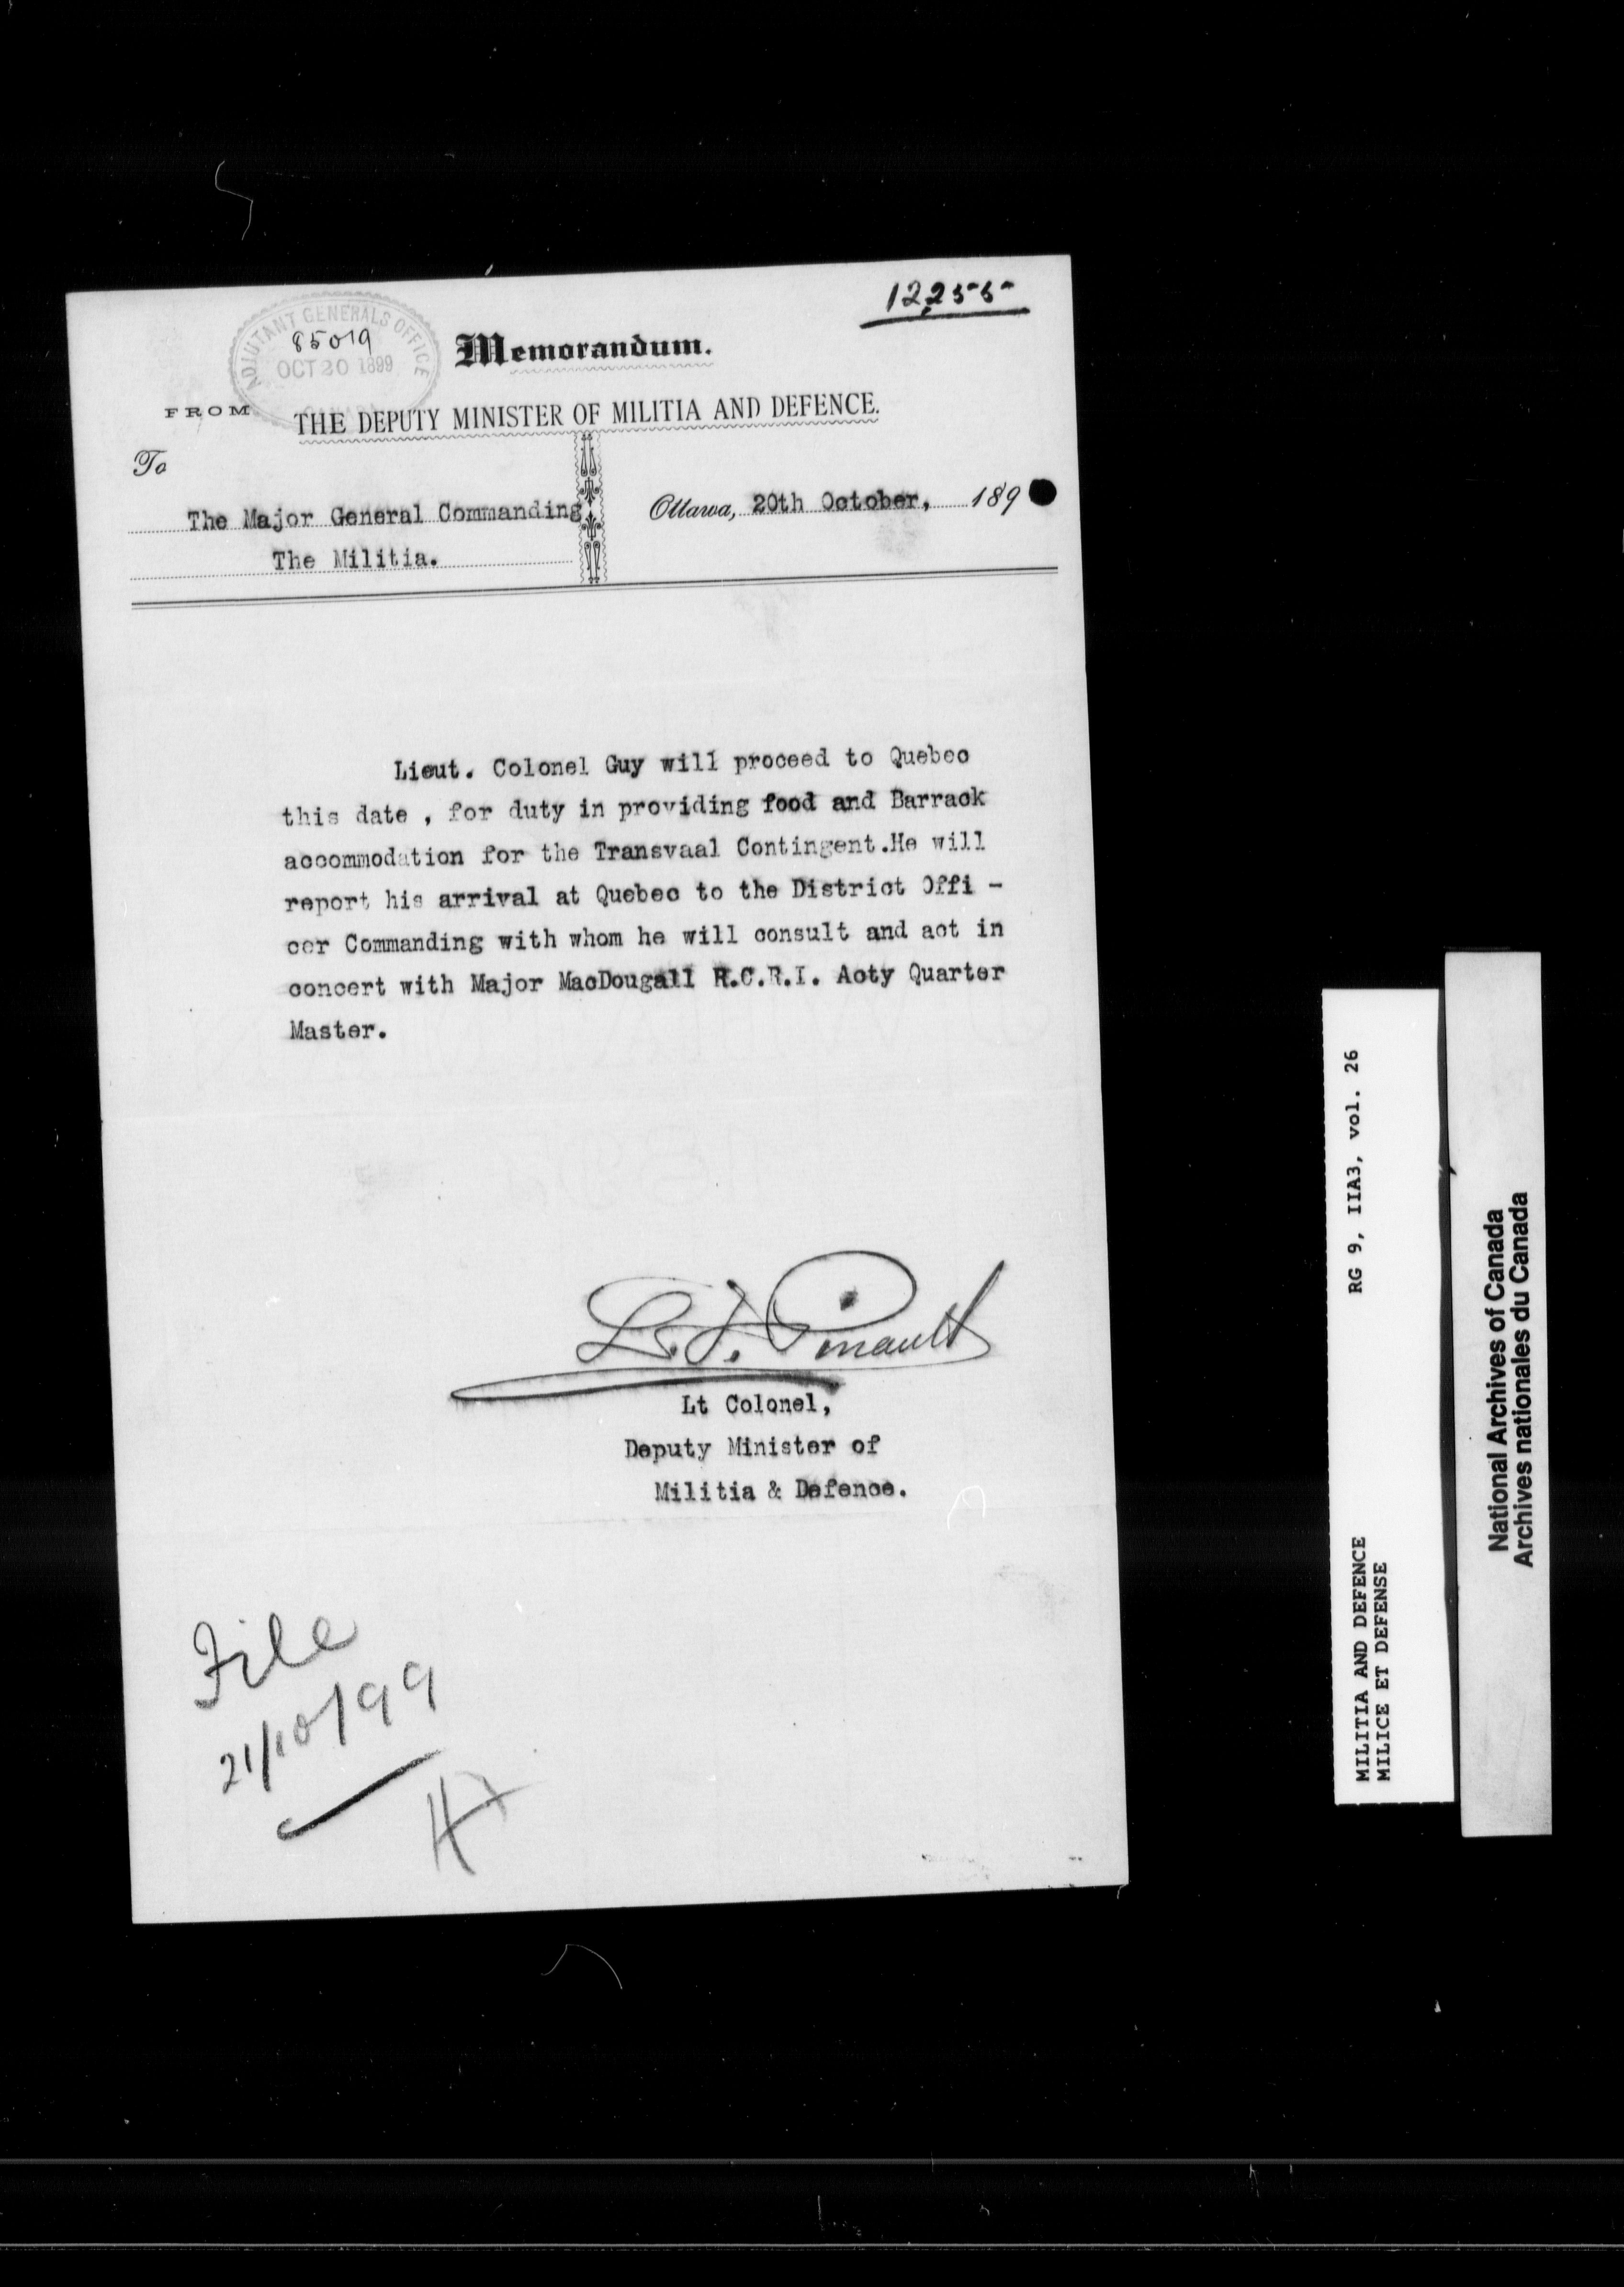 12,255
ADJUTANT GENERALS OFFICE
85019
OCT 20 1899
Memorandum.
FROM
THE DEPUTY MINISTER OF MILITIA AND DEFENCE.
To
The Major General Commanding
The Militia.
Ottawa, 20th October, 189
Lieut. Colonel Guy will proceed to Quebec
this date , for duty in providing food and Barrack
accommodation for the Transvaal Contingent.He will
report his arrival at Quebec to the District Offi -
cer Commanding with whom he will consult and act in
concert with Major MacDougall R.C.R.I. Acty Quarter
Master.
L.F. Pinault
Lt Colonel,
Deputy Minister of
Militia & Defence.
File
21/10/99
MILITIA AND DEFENCE RG 9, IIA3, vol. 26
MILICE ET DEFENSE
National Archives of Canada
Archives nationales du Canada